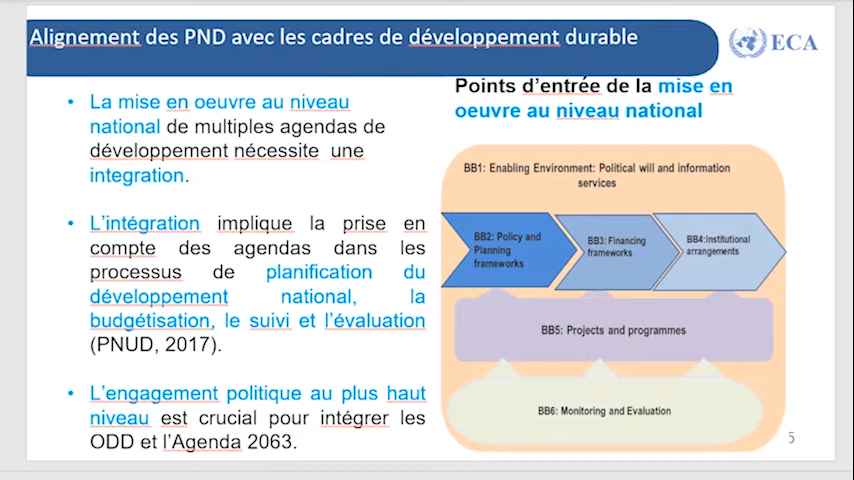 Alignement des PND avec les cadres de développement durable
ECA
• La mise en oeuvre au niveau
national de multiples agendas de
développement nécessite une
integration.
• L'intégration implique la prise en
compte des agendas dans les
processus de planification du
développement national, la
budgétisation, le suivi et l'évaluation
(PNUD, 2017).
• L'engagement politique au plus haut
niveau est crucial pour intégrer les
ODD et l'Agenda 2063.
Points d'entrée de la mise en
oeuvre au niveau national
BB1: Enabling Environment: Political will and information
services
BB2: Policy and
Planning
frameworks
BB3: Financing
frameworks
BB4:Institutional
arrangements
BB5: Projects and programmes
BB6: Monitoring and Evaluation
5